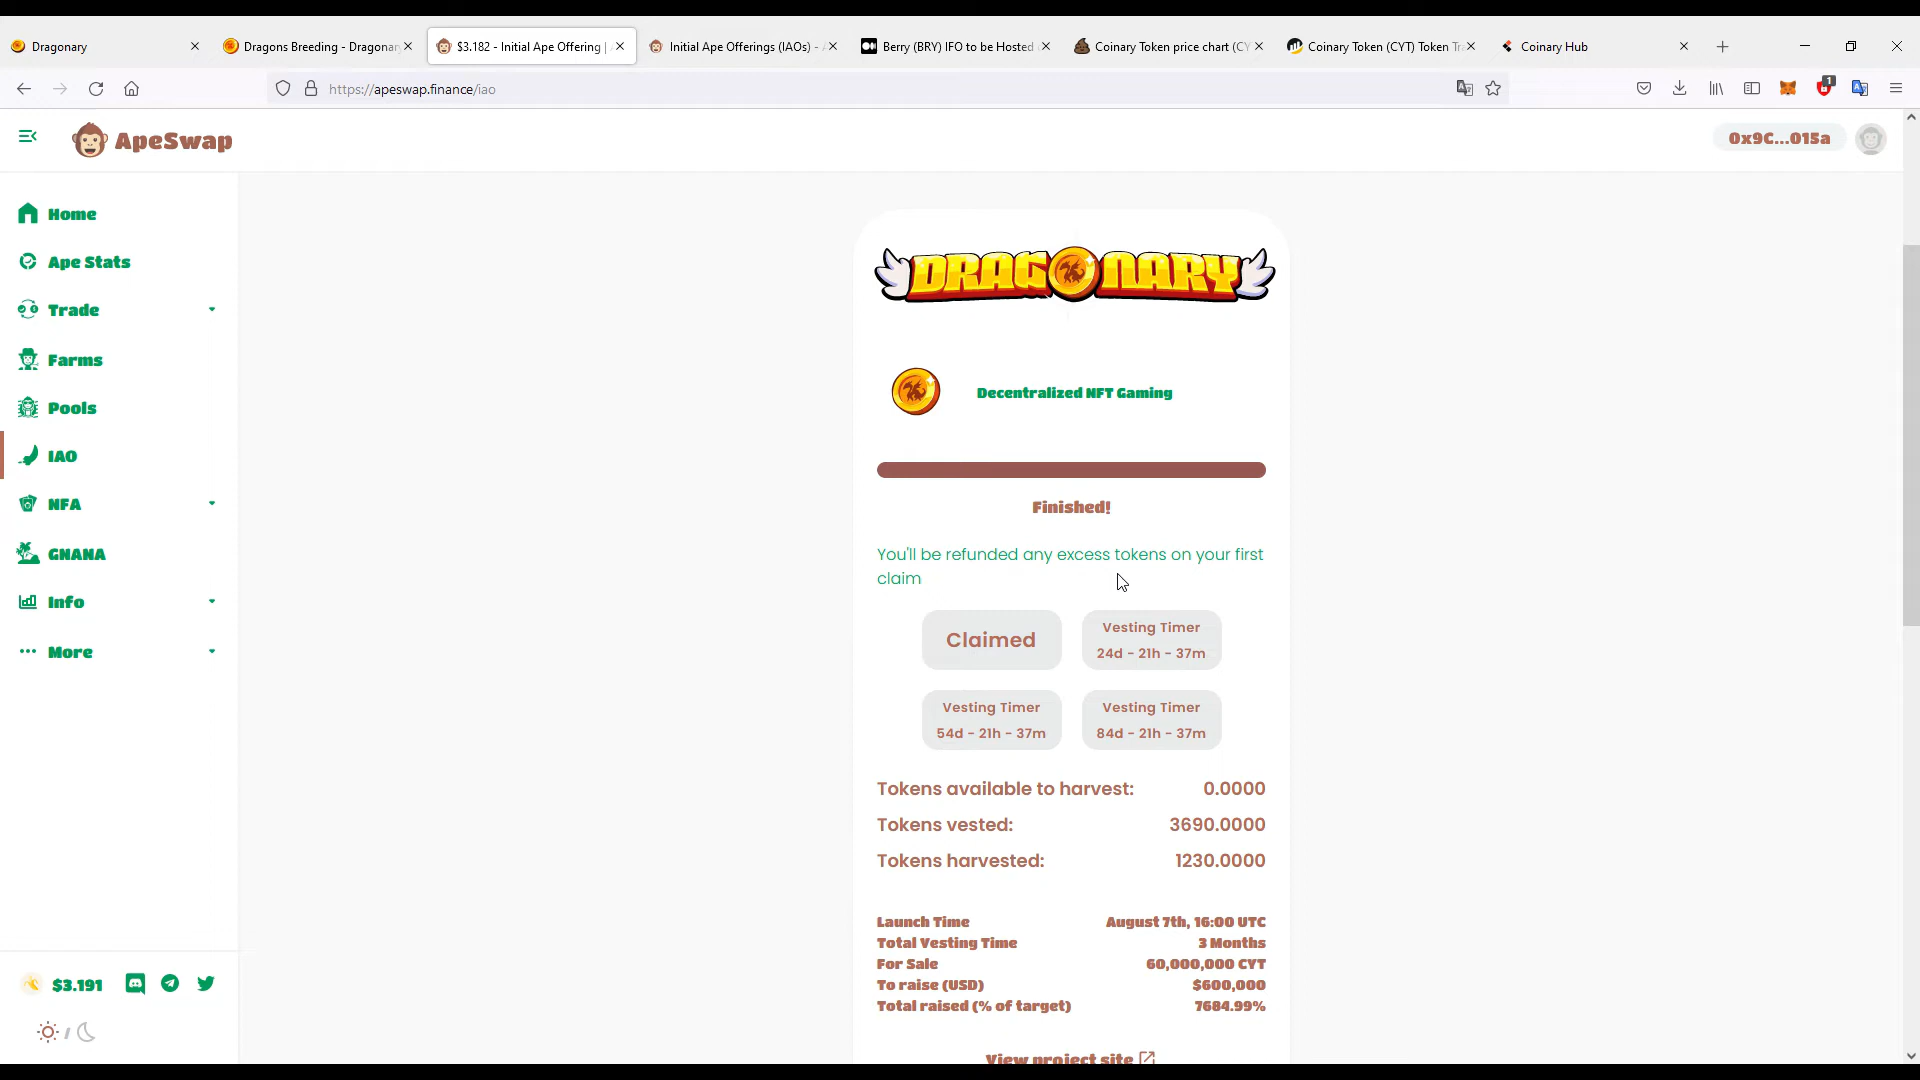 Dragonary
Dragons Breeding - Dragonar
$3.182 - Initial Ape Offering |
Initial Ape Offerings (IAOs) -
Berry (BRY) IFO to be Hosted
Coinary Token price chart (CY
Coinary Token (CYT) Token Tr
Coinary Hub
https://apeswap.finance/iao
1
ApeSwap
0x9C...015a
Home
Ape Stats
Trade
Farms
Pools
IAO
NFA
GNANA
Info
More
$3.191
/
DRAGONARY
Decentralized NFT Gaming
Finished!
You'll be refunded any excess tokens on your first
claim
Claimed
Vesting Timer
24d - 21h - 37m
Vesting Timer
54d - 21h - 37m
Vesting Timer
84d - 21h - 37m
Tokens available to harvest: 0.0000
Tokens vested: 3690.0000
Tokens harvested: 1230.0000
Launch Time August 7th, 16:00 UTC
Total Vesting Time 3 Months
For Sale 60,000,000 CYT
To raise (USD) $600,000
Total raised (% of target) 7684.99%
View project site